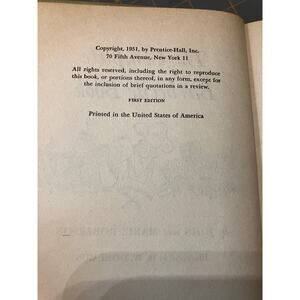 Copyright, 1951, by Prentice-Hall, Inc.
70 Fifth Avenue, New York 11
All rights reserved, including the right to reproduce
this book, or portions thereof, in any form, except for
the inclusion of brief quotations in a review.
FIRST EDITION
Printed in the United States of America